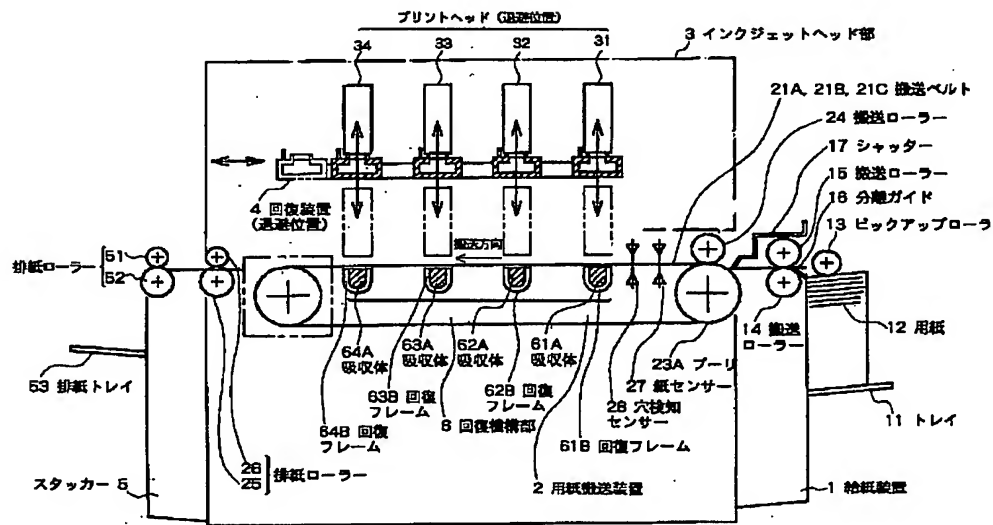 プリントヘッド (退避位置)
34
33
32
31
3 インクジェットヘッド部
21A, 21B, 21C 搬送ベルト
24 搬送ローラー
17 シャッター
15 搬送ローラー
16 分離ガイド
13 ピックアップローラ
4 回復装置
(退避位置)
搬送方向
排紙ローラー
51
52
12 用紙
14 搬送
ローラー
23A プーリ
27 紙センサー
28 穴検知
センサー
64A
吸収体
63A
吸収体
62A
吸収体
61A
吸収体
63B 回復
フレーム
62B 回復
フレーム
64B 回復
フレーム
6 回復機構部
61B 回復フレーム
53 排紙トレイ
11 トレイ
26
25
排紙ローラー
2 用紙搬送装置
スタッカー 5
1 給紙装置